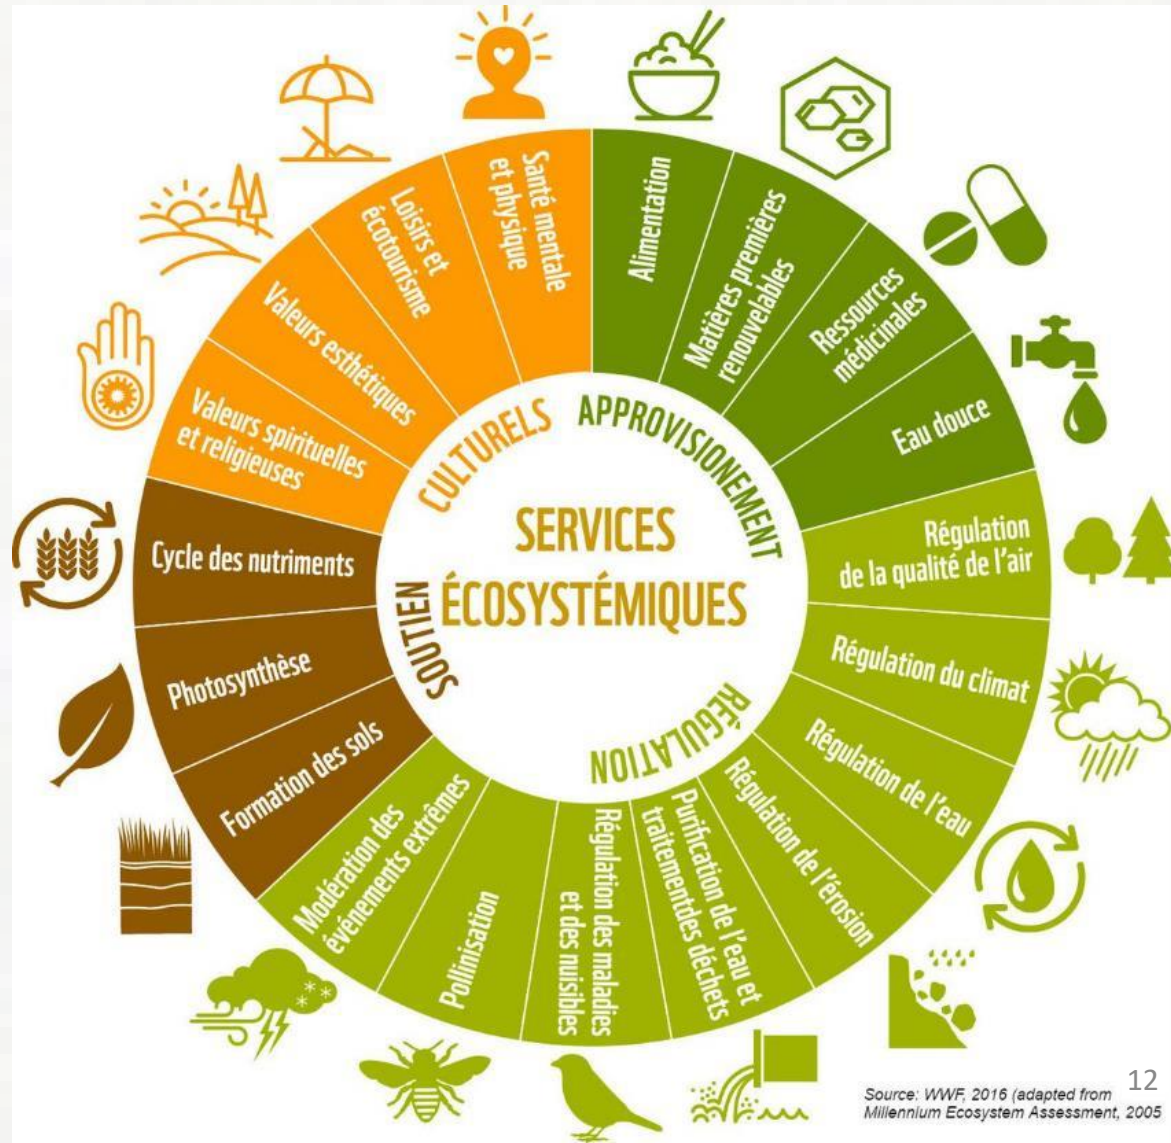 SERVICES
ÉCOSYSTÉMIQUES
APPROVISIONEMENT
Alimentation
Matières premières
renouvelables
Ressources
médicinales
Eau douce
RÉGULATION
Régulation
de la qualité de l'air
Régulation du climat
Régulation de l'eau
Régulation de l'érosion
Purification de l'eau et
traitementdes déchets
Régulation des maladies
et des nuisibles
Pollinisation
Modération des
événements extrêmes
SOUTIEN
Formation des sols
Photosynthèse
Cycle des nutriments
CULTURELS
Valeurs spirituelles
et religieuses
Valeurs esthétiques
Loisirs et
écotourisme
Santé mentale
et physique
Source: WWF, 2016 (adapted from
Millennium Ecosystem Assessment, 2005
12